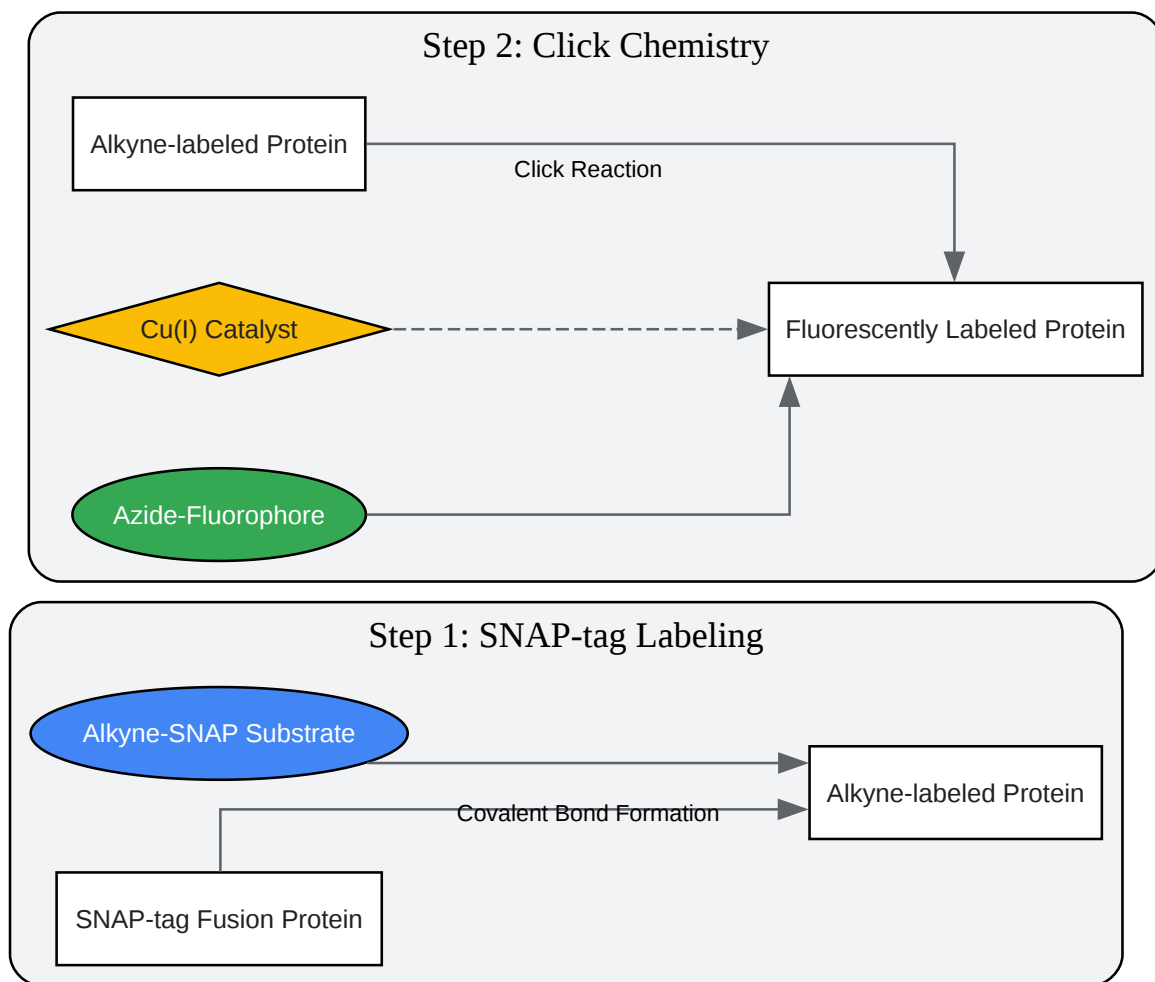 Step 2: Click Chemistry
Alkyne-labeled Protein
Click Reaction
Cu(I) Catalyst
Fluorescently Labeled Protein
Azide-Fluorophore
Step 1: SNAP-tag Labeling
Alkyne-SNAP Substrate
Alkyne-labeled Protein
Covalent Bond Formation
SNAP-tag Fusion Protein